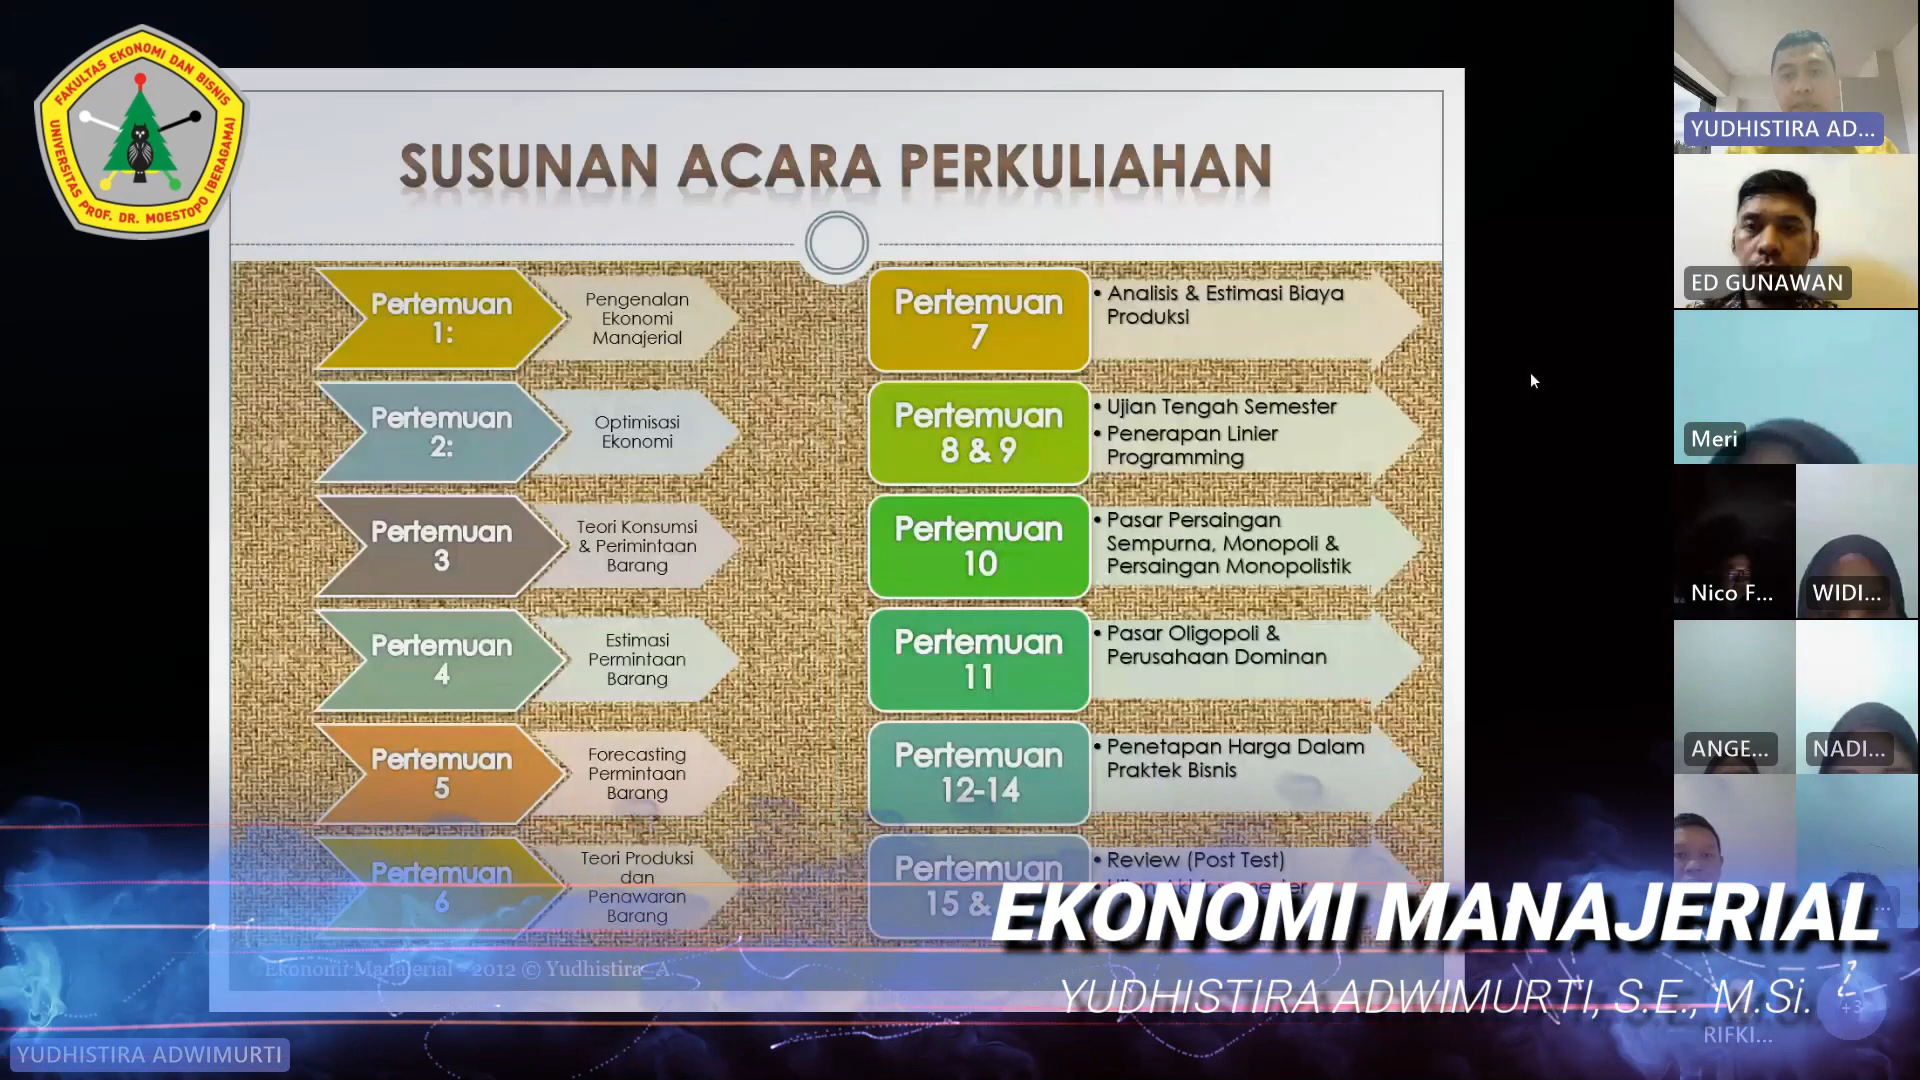 FAKULTAS EKONOMI DAN BISNIS
UNIVERSITAS PROF. DR. MOESTOPO (BERAGAMA)
SUSUNAN ACARA PERKULIAHAN
Pertemuan
1:
Pengenalan
Ekonomi
Manajerial
Pertemuan
2:
Optimisasi
Ekonomi
Pertemuan
3
Teori Konsumsi
& Perimintaan
Barang
Pertemuan
4
Estimasi
Permintaan
Barang
Pertemuan
5
Forecasting
Permintaan
Barang
Pertemuan
6
Teori Produksi
dan
Penawaran
Barang
Pertemuan
7
• Analisis & Estimasi Biaya
Produksi
Pertemuan
8 & 9
• Ujian Tengah Semester
• Penerapan Linier
Programming
Pertemuan
10
• Pasar Persaingan
Sempurna, Monopoli &
Persaingan Monopolistik
Pertemuan
11
• Pasar Oligopoli &
Perusahaan Dominan
Pertemuan
12-14
• Penetapan Harga Dalam
Praktek Bisnis
Pertemuan
15 &
• Review (Post Test)
Ekonomi Manajerial - 2012 © Yudhistira_A
EKONOMI MANAJERIAL
YUDHISTIRA ADWIMURTI, S.E., M.Si.
YUDHISTIRA ADWIMURTI
YUDHISTIRA AD...
ED GUNAWAN
Meri
Nico F...
WIDI...
ANGE...
NADI...
+3
RIFKI...